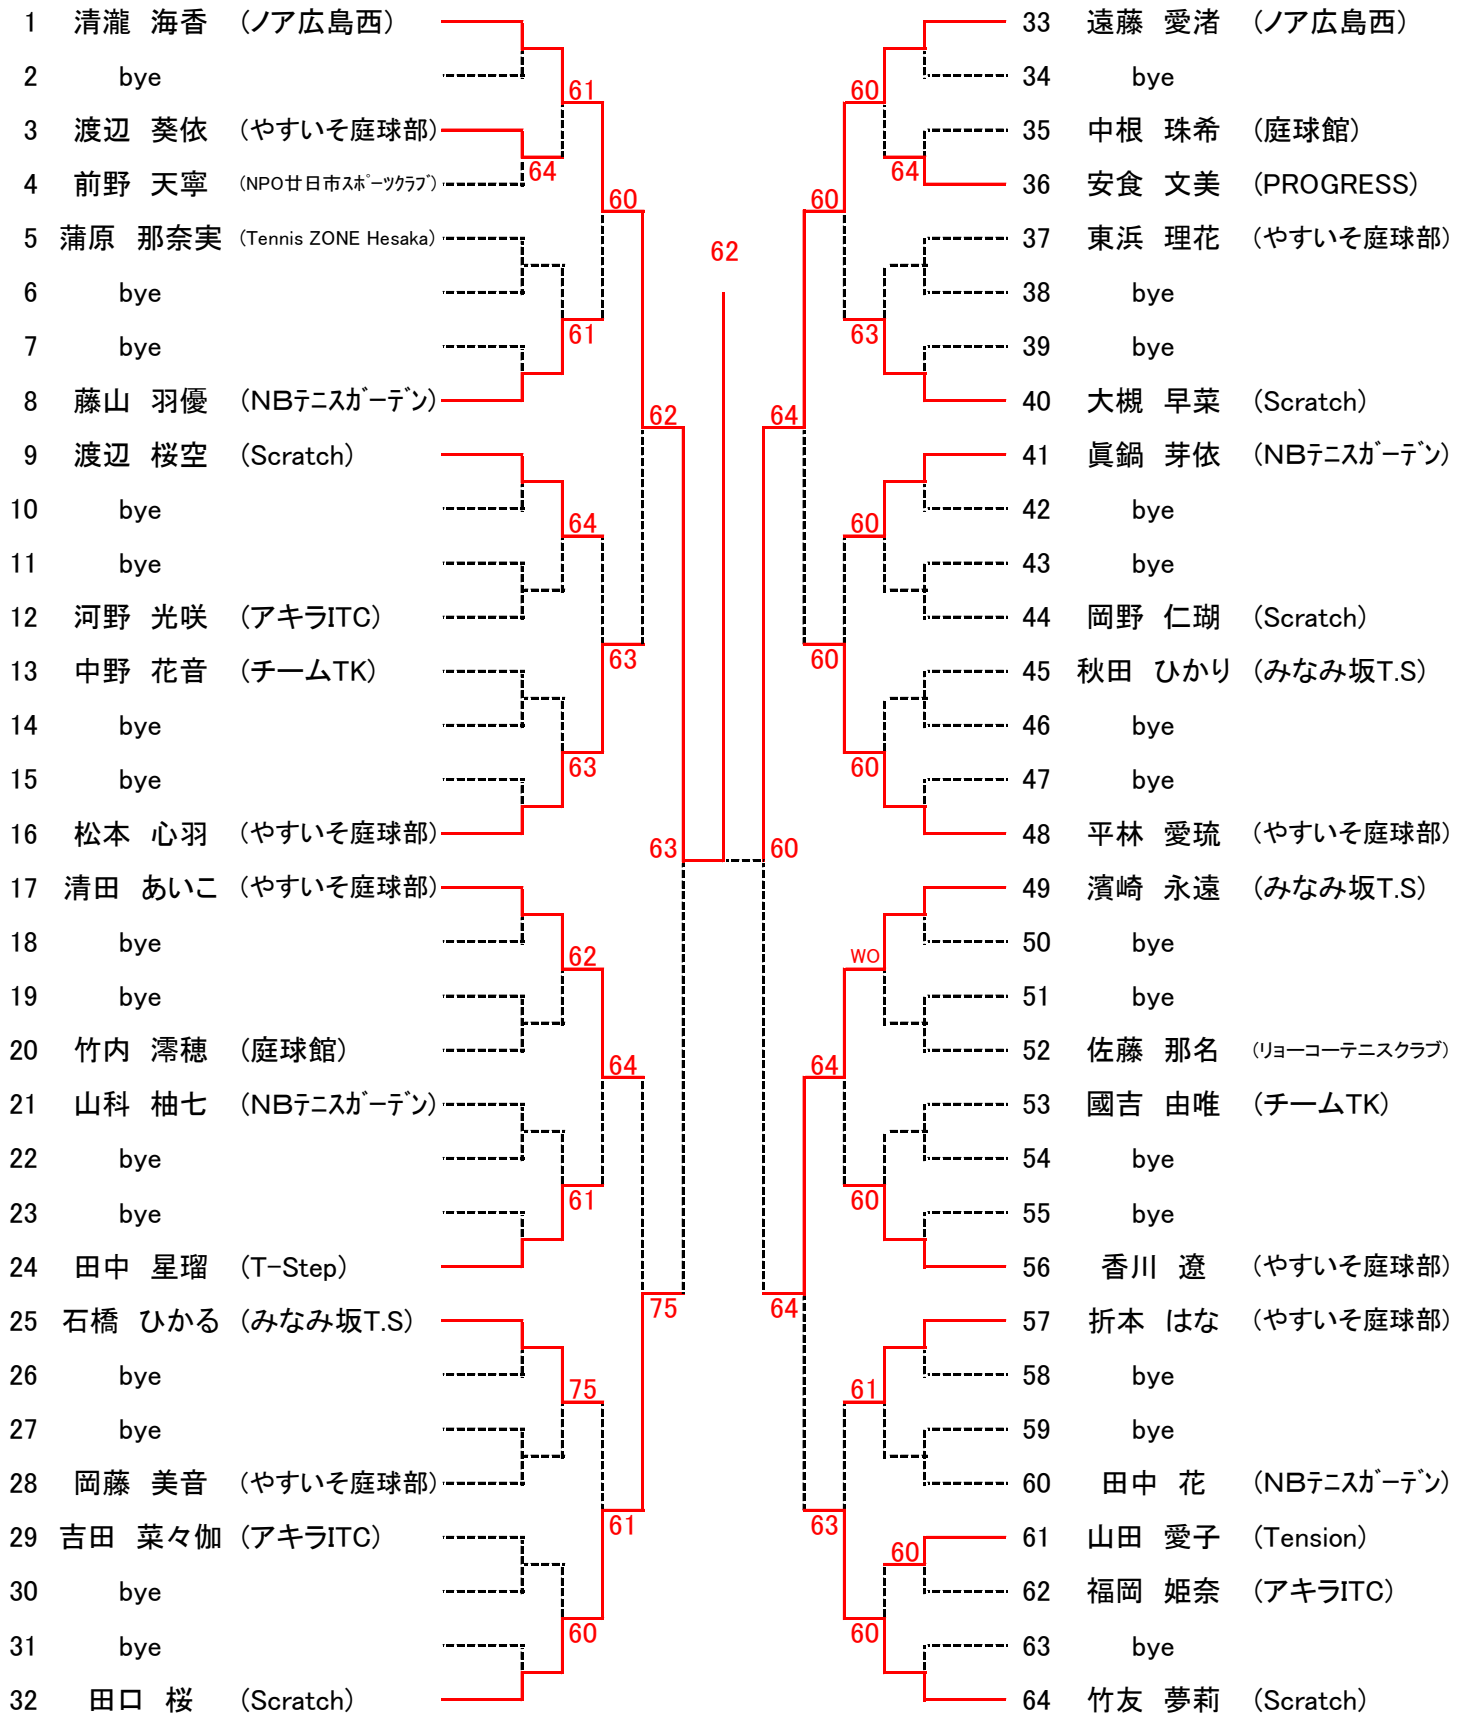 1 清瀧 海香 (ノア広島西)
2 bye
3 渡辺 葵依 (やすいそ庭球部)
4 前野 天寧 (NPO廿日市スポーツクラブ)
5 蒲原 那奈実 (Tennis ZONE Hesaka)
6 bye
7 bye
8 藤山 羽優 (NBテニスガーデン)
9 渡辺 桜空 (Scratch)
10 bye
11 bye
12 河野 光咲 (アキラITC)
13 中野 花音 (チームTK)
14 bye
15 bye
16 松本 心羽 (やすいそ庭球部)
17 清田 あいこ (やすいそ庭球部)
18 bye
19 bye
20 竹内 澪穂 (庭球館)
21 山科 柚七 (NBテニスガーデン)
22 bye
23 bye
24 田中 星瑠 (T-Step)
25 石橋 ひかる (みなみ坂T.S)
26 bye
27 bye
28 岡藤 美音 (やすいそ庭球部)
29 吉田 菜々伽 (アキラITC)
30 bye
31 bye
32 田口 桜 (Scratch)
61
64
61
64
63
62
61
75
60
60
63
64
61
62
75
63
62
60
64
60
64
60
60
63
60
60
WO
60
61
60
60
64
63
64
33 遠藤 愛渚 (ノア広島西)
34 bye
35 中根 珠希 (庭球館)
36 安食 文美 (PROGRESS)
37 東浜 理花 (やすいそ庭球部)
38 bye
39 bye
40 大槻 早菜 (Scratch)
41 眞鍋 芽依 (NBテニスガーデン)
42 bye
43 bye
44 岡野 仁瑚 (Scratch)
45 秋田 ひかり (みなみ坂T.S)
46 bye
47 bye
48 平林 愛琉 (やすいそ庭球部)
49 濱崎 永遠 (みなみ坂T.S)
50 bye
51 bye
52 佐藤 那名 (リョーコーテニスクラブ)
53 國吉 由唯 (チームTK)
54 bye
55 bye
56 香川 遼 (やすいそ庭球部)
57 折本 はな (やすいそ庭球部)
58 bye
59 bye
60 田中 花 (NBテニスガーデン)
61 山田 愛子 (Tension)
62 福岡 姫奈 (アキラITC)
63 bye
64 竹友 夢莉 (Scratch)